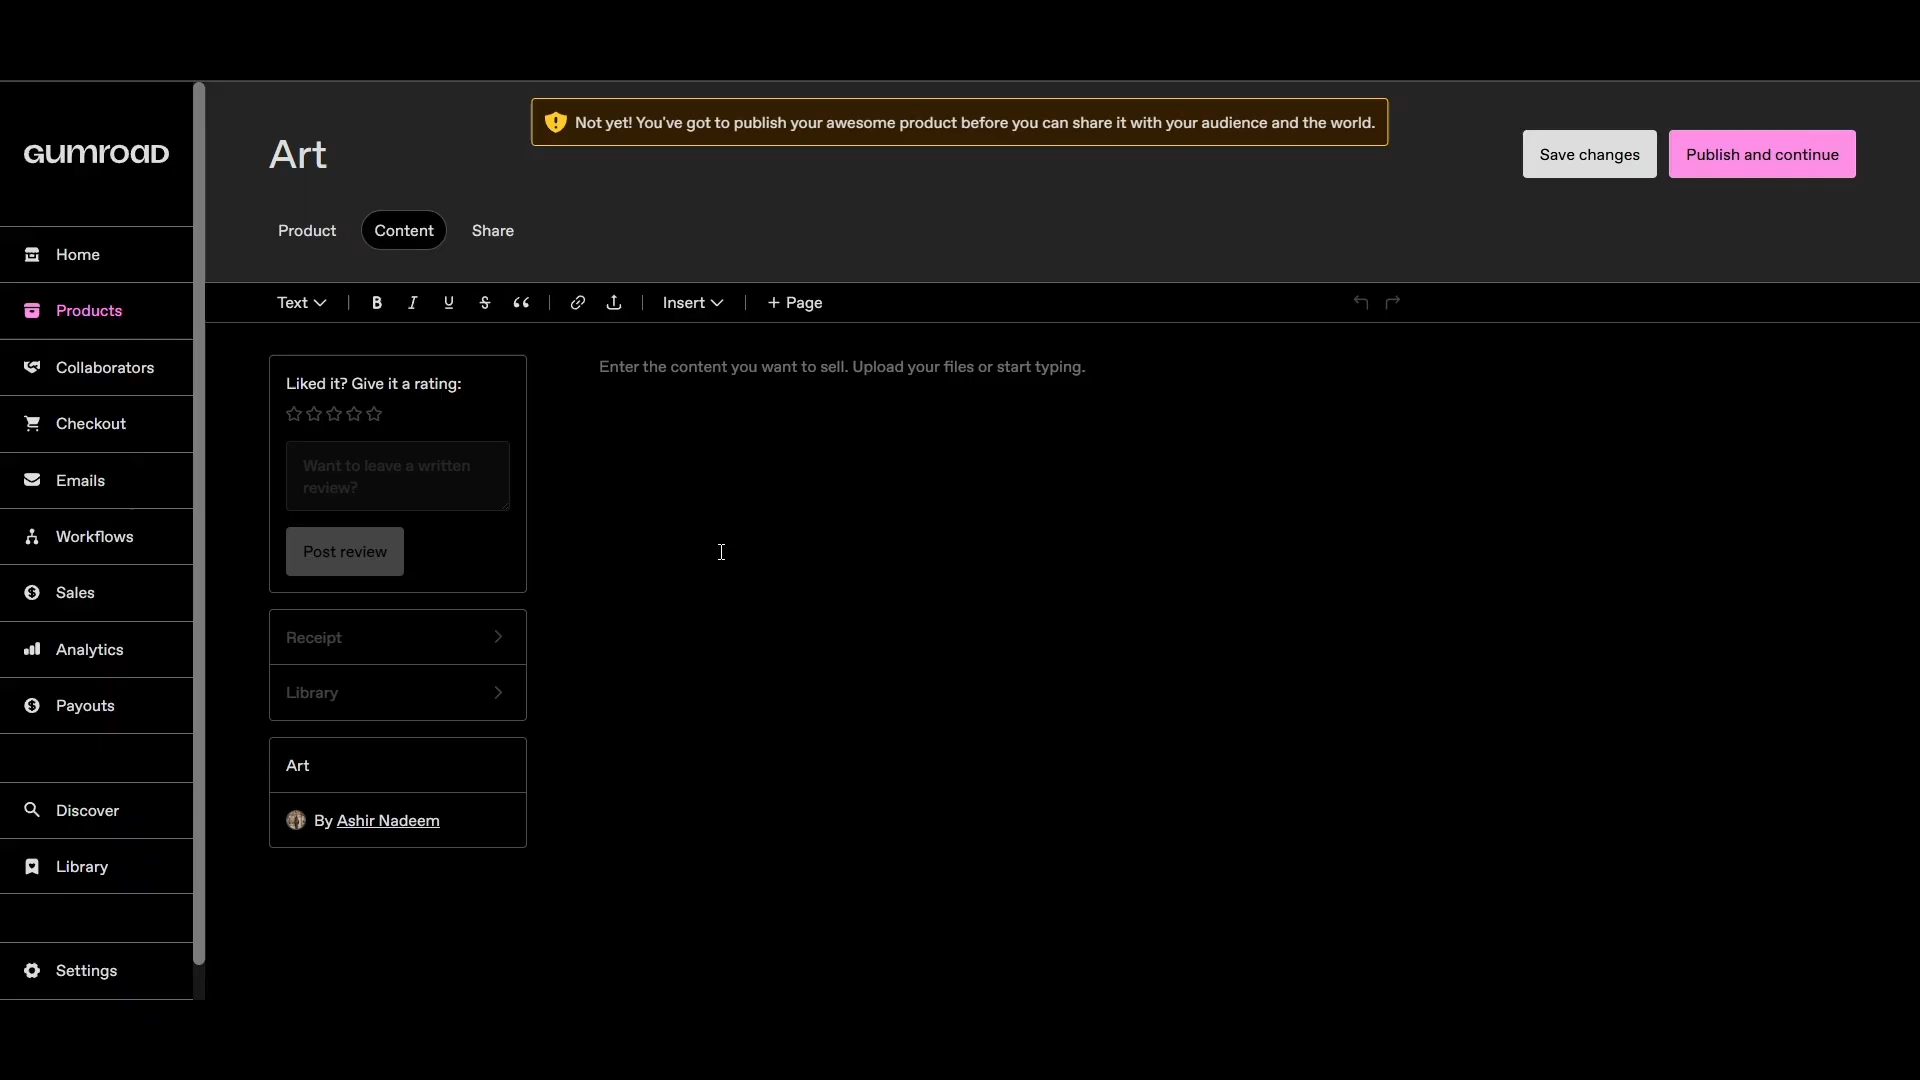 GUMROAD
Home
Products
Collaborators
Checkout
Emails
Workflows
Sales
Analytics
Payouts
Discover
Library
Settings
Not yet! You've got to publish your awesome product before you can share it with your audience and the world.
Art
Save changes
Publish and continue
Product
Content
Share
Text
B
I
U
S
Insert
+ Page
Liked it? Give it a rating:
Want to leave a written
review?
Post review
Receipt
Library
Art
By Ashir Nadeem
Enter the content you want to sell. Upload your files or start typing.